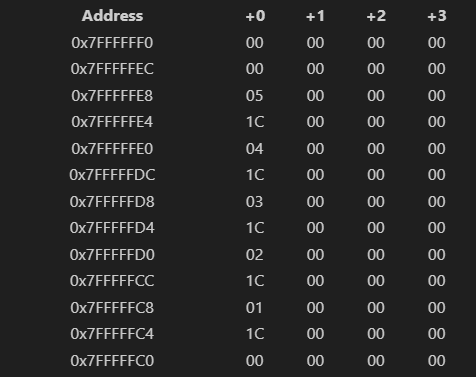 Address +0 +1 +2 +3
0x7FFFFFF0 00 00 00 00
0x7FFFFFEC 00 00 00 00
0x7FFFFFE8 05 00 00 00
0x7FFFFFE4 1C 00 00 00
0x7FFFFFE0 04 00 00 00
0x7FFFFFDC 1C 00 00 00
0x7FFFFFD8 03 00 00 00
0x7FFFFFD4 1C 00 00 00
0x7FFFFFD0 02 00 00 00
0x7FFFFFCC 1C 00 00 00
0x7FFFFFC8 01 00 00 00
0x7FFFFFC4 1C 00 00 00
0x7FFFFFC0 00 00 00 00